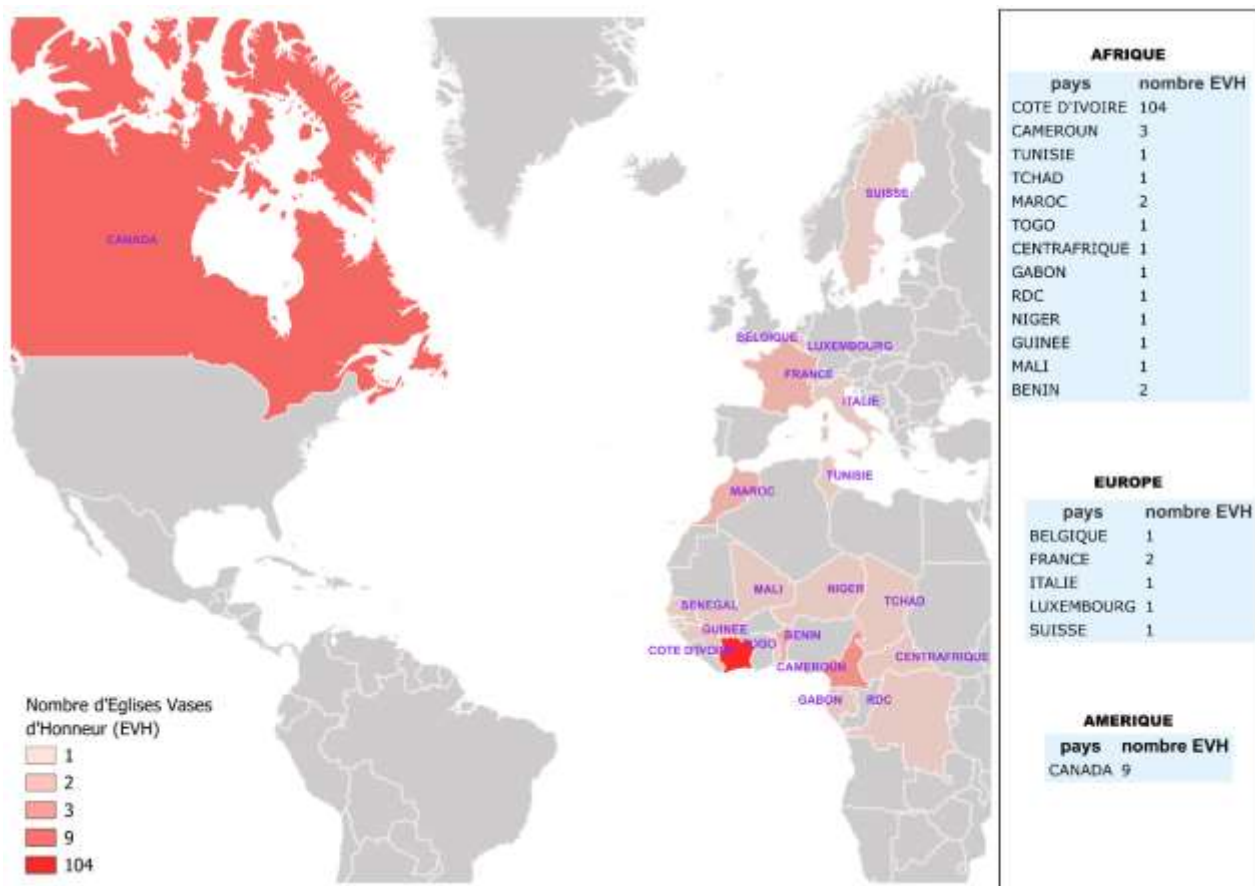 CANADA
SUISSE
BELGIQUE
LUXEMBOURG
FRANCE
ITALIE
TUNISIE
MAROC
MALI
NIGER
TCHAD
SENEGAL
GUINEE
BENIN
COTE D'IVOIRE
TOGO
CAMEROUN
CENTRAFRIQUE
GABON
RDC
Nombre d'Eglises Vases
d'Honneur (EVH)
1
2
3
9
104
AFRIQUE
pays nombre EVH
COTE D'IVOIRE 104
CAMEROUN 3
TUNISIE 1
TCHAD 1
MAROC 2
TOGO 1
CENTRAFRIQUE 1
GABON 1
RDC 1
NIGER 1
GUINEE 1
MALI 1
BENIN 2
EUROPE
pays nombre EVH
BELGIQUE 1
FRANCE 2
ITALIE 1
LUXEMBOURG 1
SUISSE 1
AMERIQUE
pays nombre EVH
CANADA 9